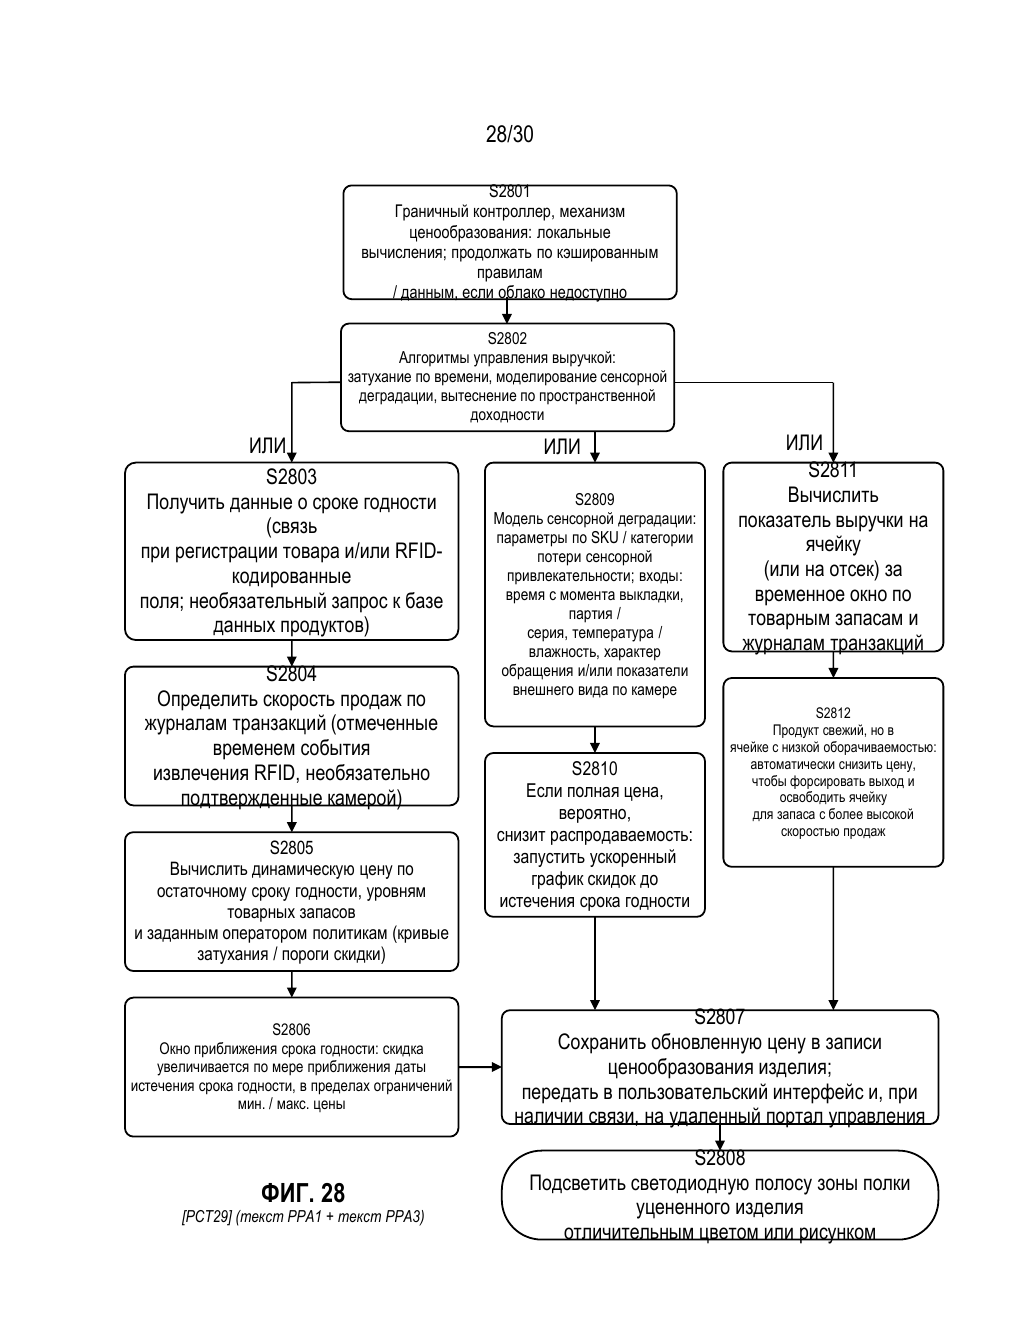 28/30
S2801
Граничный контроллер, механизм
ценообразования: локальные
вычисления; продолжать по кэшированным
правилам
/ данным, если облако недоступно
S2802
Алгоритмы управления выручкой:
затухание по времени, моделирование сенсорной
деградации, вытеснение по пространственной
доходности
ИЛИ
ИЛИ
ИЛИ
S2803
Получить данные о сроке годности
(связь
при регистрации товара и/или RFID-
кодированные
поля; необязательный запрос к базе
данных продуктов)
S2804
Определить скорость продаж по
журналам транзакций (отмеченные
временем события
извлечения RFID, необязательно
подтвержденные камерой)
S2805
Вычислить динамическую цену по
остаточному сроку годности, уровням
товарных запасов
и заданным оператором политикам (кривые
затухания / пороги скидки)
S2806
Окно приближения срока годности: скидка
увеличивается по мере приближения даты
истечения срока годности, в пределах ограничений
мин. / макс. цены
S2809
Модель сенсорной деградации:
параметры по SKU / категории
потери сенсорной
привлекательности; входы:
время с момента выкладки,
партия /
серия, температура /
влажность, характер
обращения и/или показатели
внешнего вида по камере
S2810
Если полная цена,
вероятно,
снизит распродаваемость:
запустить ускоренный
график скидок до
истечения срока годности
S2811
Вычислить
показатель выручки на
ячейку
(или на отсек) за
временное окно по
товарным запасам и
журналам транзакций
S2812
Продукт свежий, но в
ячейке с низкой оборачиваемостью:
автоматически снизить цену,
чтобы форсировать выход и
освободить ячейку
для запаса с более высокой
скоростью продаж
S2807
Сохранить обновленную цену в записи
ценообразования изделия;
передать в пользовательский интерфейс и, при
наличии связи, на удаленный портал управления
S2808
Подсветить светодиодную полосу зоны полки
уцененного изделия
отличительным цветом или рисунком
ФИГ. 28
[PCT29] (текст PPA1 + текст PPA3)